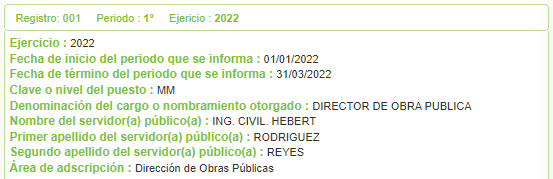 Registro: 001 Periodo : 1º Ejericio : 2022
Ejercicio : 2022
Fecha de inicio del periodo que se informa : 01/01/2022
Fecha de término del periodo que se informa : 31/03/2022
Clave o nivel del puesto : MM
Denominación del cargo o nombramiento otorgado : DIRECTOR DE OBRA PUBLICA
Nombre del servidor(a) público(a) : ING. CIVIL. HEBERT
Primer apellido del servidor(a) público(a) : RODRIGUEZ
Segundo apellido del servidor(a) público(a) : REYES
Área de adscripción : Dirección de Obras Públicas